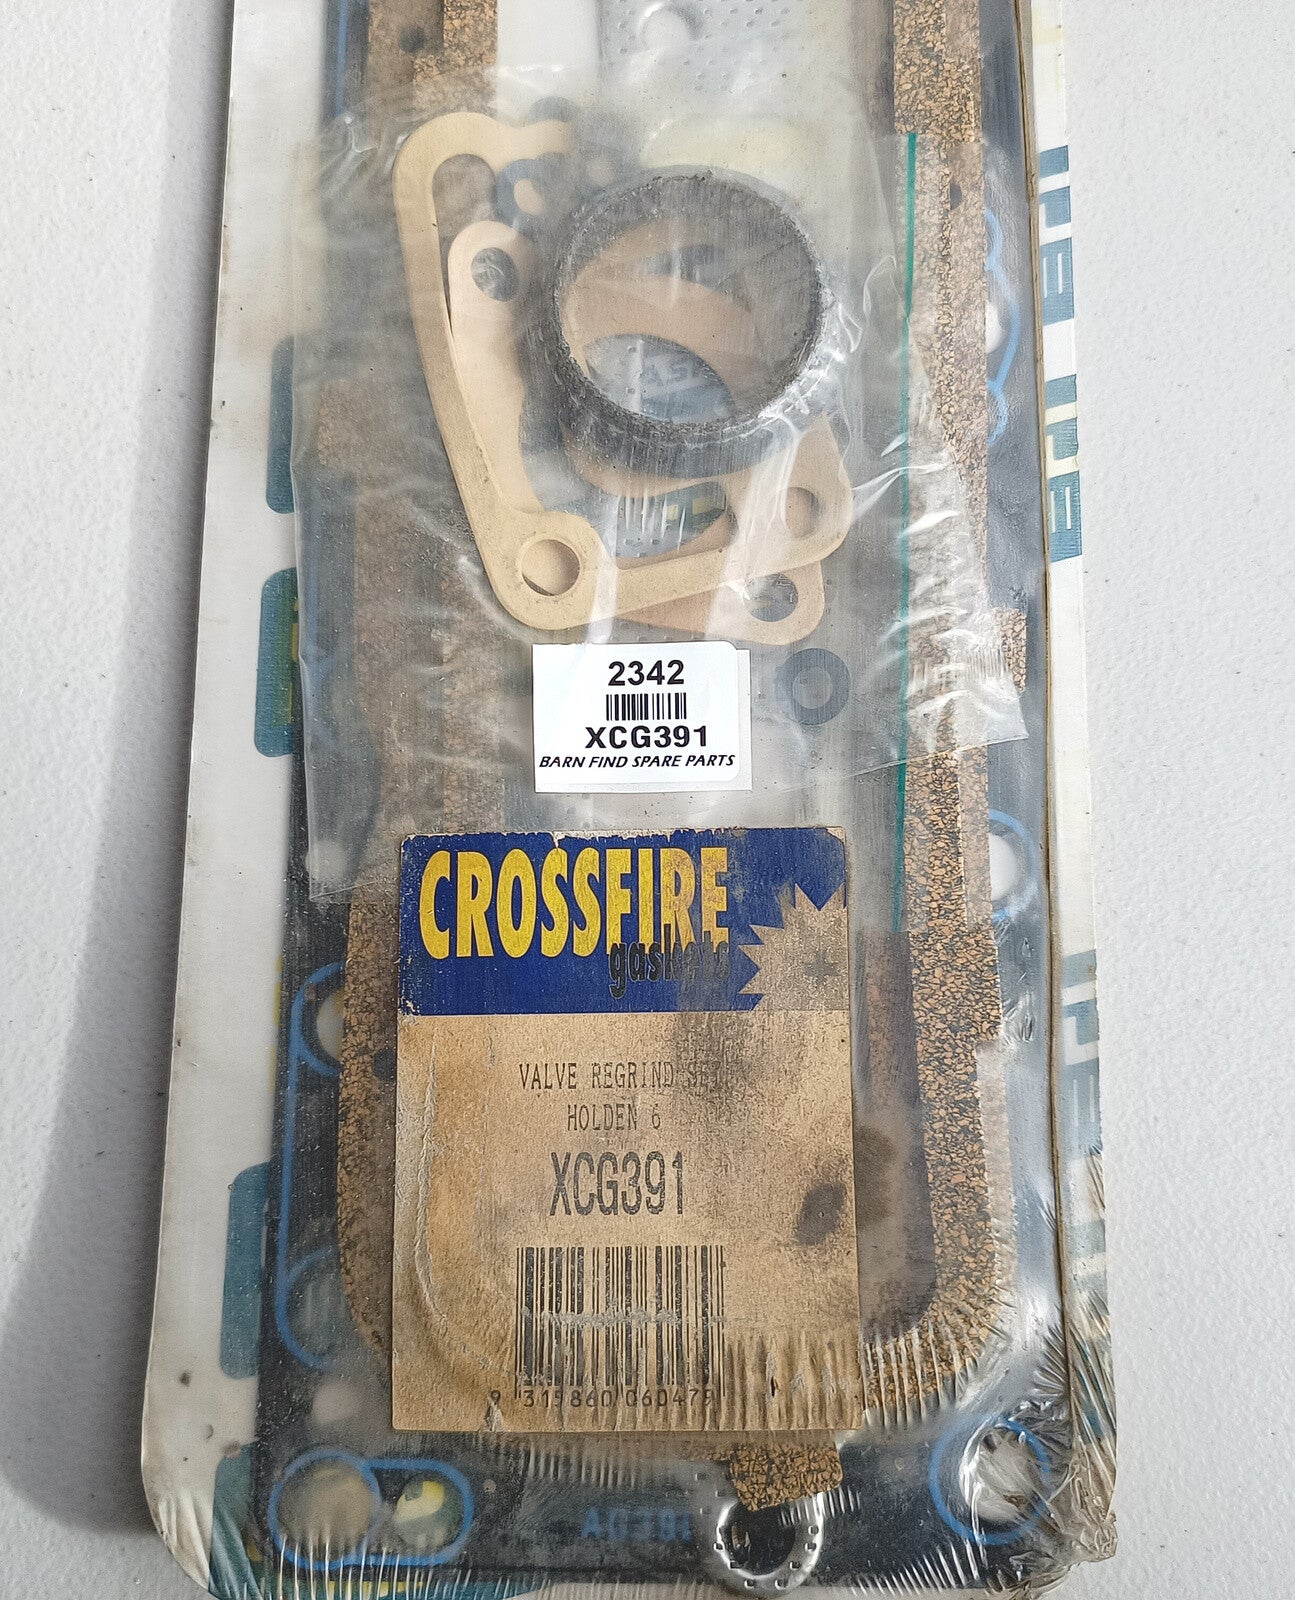 2342
XCG391
BARN FIND SPARE PARTS
CROSSFIRE
gaskets
VALVE REGRIND SET
HOLDEN 6
XCG391
9 315860 060479